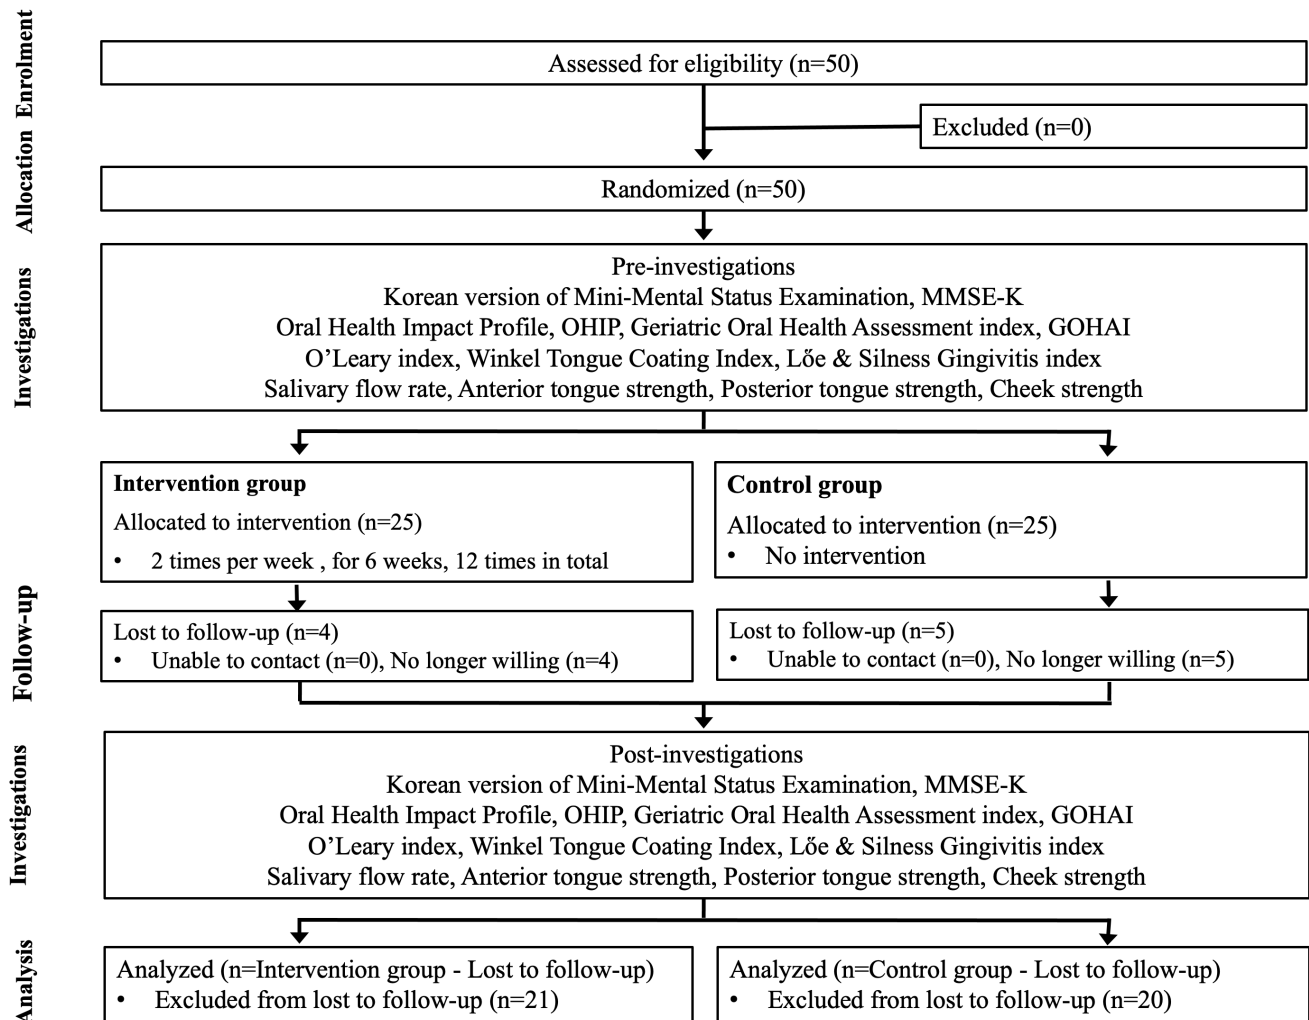 Enrolment
Assessed for eligibility (n=50)
Excluded (n=0)
Allocation
Randomized (n=50)
Investigations
Pre-investigations
Korean version of Mini-Mental Status Examination, MMSE-K
Oral Health Impact Profile, OHIP, Geriatric Oral Health Assessment index, GOHAI
O’Leary index, Winkel Tongue Coating Index, Lőe & Silness Gingivitis index
Salivary flow rate, Anterior tongue strength, Posterior tongue strength, Cheek strength
Intervention group
Allocated to intervention (n=25)
• 2 times per week , for 6 weeks, 12 times in total
Control group
Allocated to intervention (n=25)
• No intervention
Follow-up
Lost to follow-up (n=4)
• Unable to contact (n=0), No longer willing (n=4)
Lost to follow-up (n=5)
• Unable to contact (n=0), No longer willing (n=5)
Investigations
Post-investigations
Korean version of Mini-Mental Status Examination, MMSE-K
Oral Health Impact Profile, OHIP, Geriatric Oral Health Assessment index, GOHAI
O’Leary index, Winkel Tongue Coating Index, Lőe & Silness Gingivitis index
Salivary flow rate, Anterior tongue strength, Posterior tongue strength, Cheek strength
Analysis
Analyzed (n=Intervention group - Lost to follow-up)
• Excluded from lost to follow-up (n=21)
Analyzed (n=Control group - Lost to follow-up)
• Excluded from lost to follow-up (n=20)